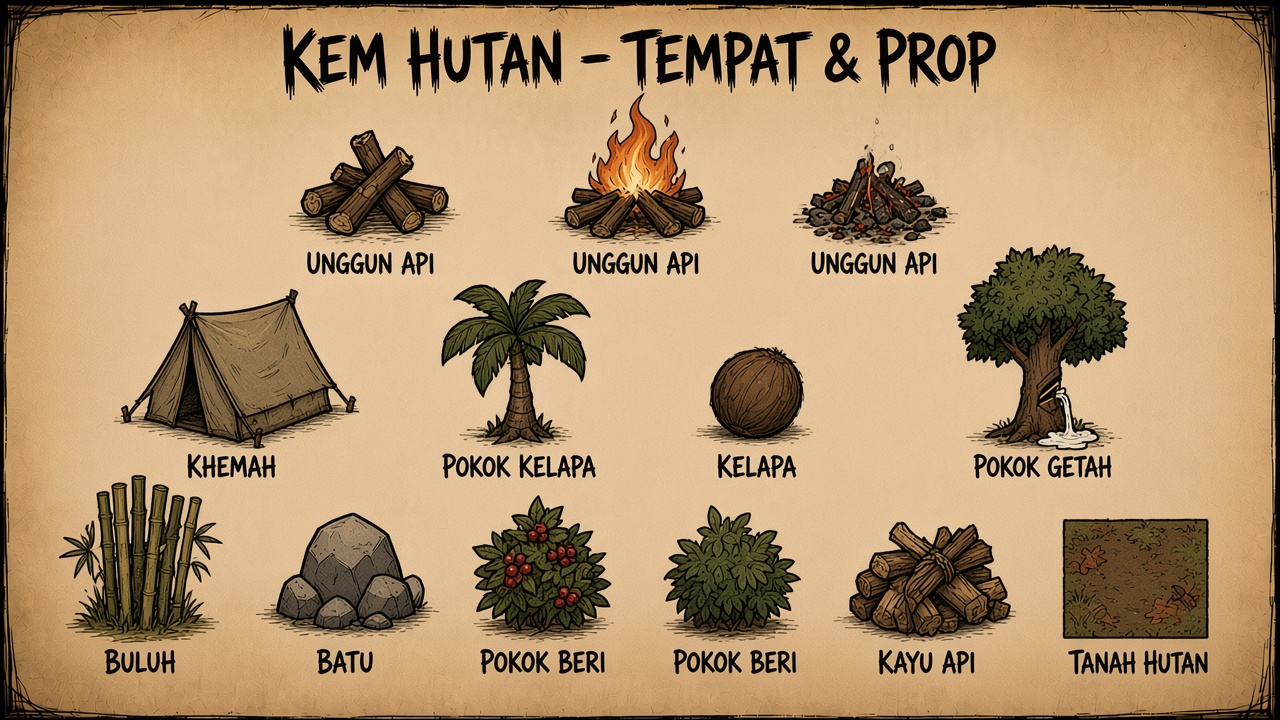 KEM HUTAN – TEMPAT & PROP
UNGGUN API
UNGGUN API
UNGGUN API
KHEMAH
POKOK KELAPA
KELAPA
POKOK GETAH
BULUH
BATU
POKOK BERI
POKOK BERI
KAYU API
TANAH HUTAN